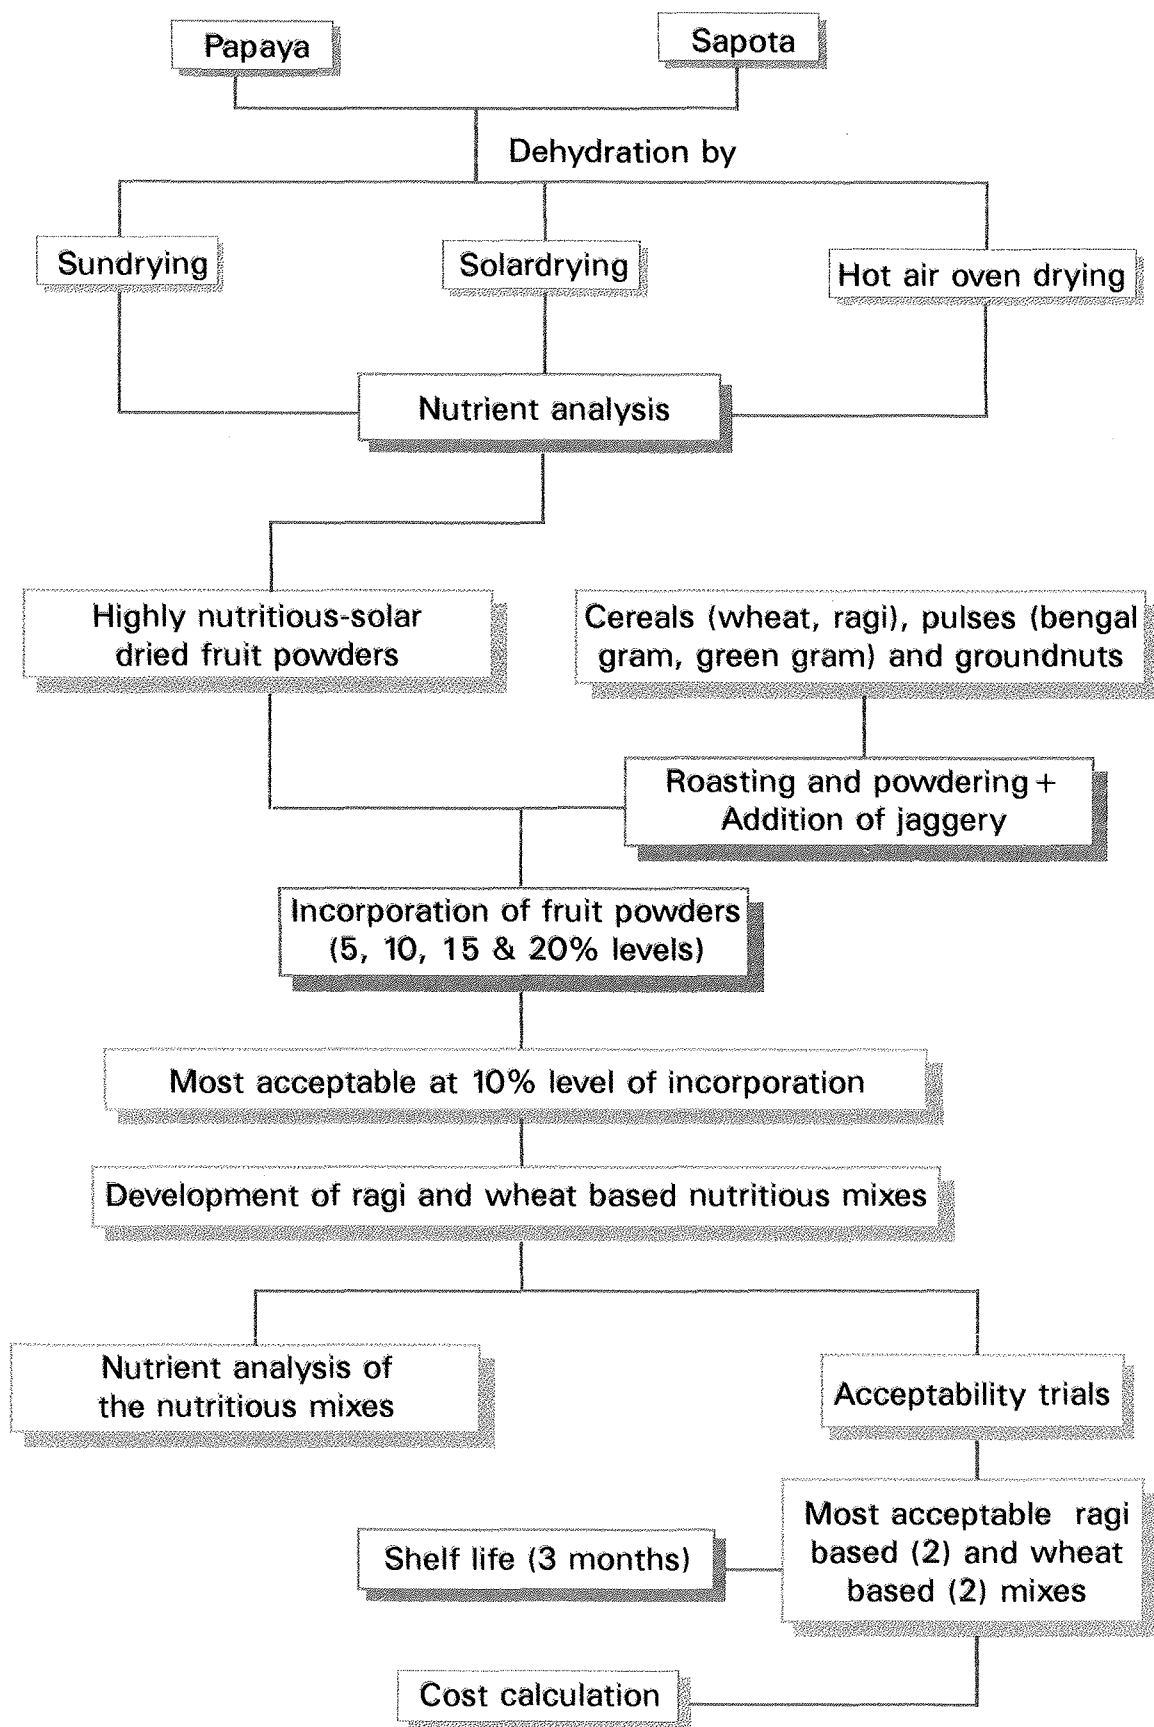 Papaya
Sapota
Dehydration by
Sundrying
Solardrying
Hot air oven drying
Nutrient analysis
Highly nutritious-solar
dried fruit powders
Cereals (wheat, ragi), pulses (bengal
gram, green gram) and groundnuts
Roasting and powdering +
Addition of jaggery
Incorporation of fruit powders
(5, 10, 15 & 20% levels)
Most acceptable at 10% level of incorporation
Development of ragi and wheat based nutritious mixes
Nutrient analysis of
the nutritious mixes
Acceptability trials
Most acceptable ragi
based (2) and wheat
based (2) mixes
Shelf life (3 months)
Cost calculation